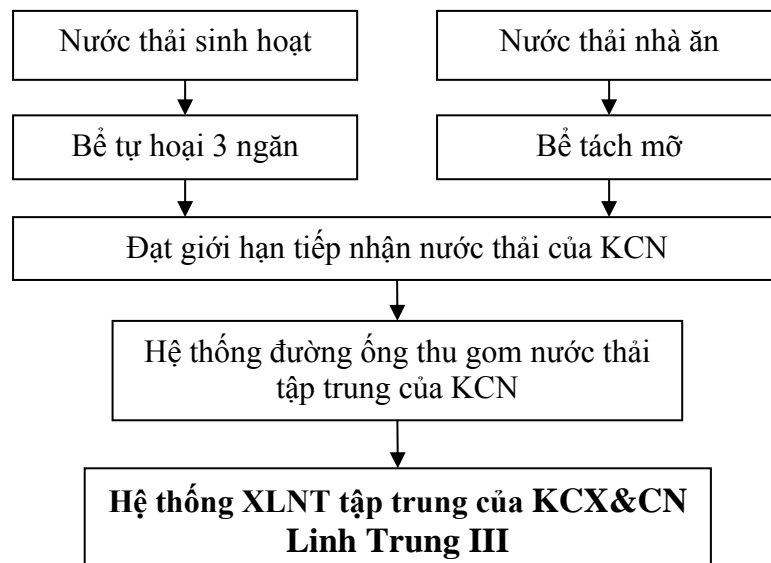 Nước thải sinh hoạt
Nước thải nhà ăn
Bể tự hoại 3 ngăn
Bể tách mỡ
Đạt giới hạn tiếp nhận nước thải của KCN
Hệ thống đường ống thu gom nước thải
tập trung của KCN
Hệ thống XLNT tập trung của KCX&CN
Linh Trung III